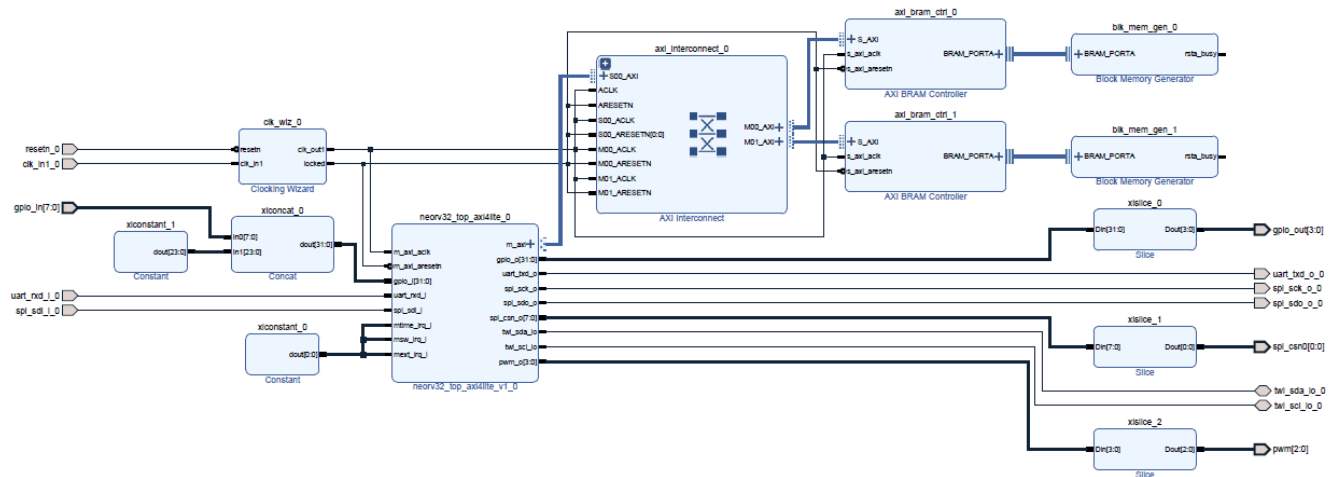 axi_bram_ctrl_0
S_AXI
s_axi_aclk
s_axi_aresetn
BRAM_PORTA
AXI BRAM Controller
blk_mem_gen_0
BRAM_PORTA
rsta_busy
Block Memory Generator
axi_interconnect_0
S00_AXI
ACLK
ARESETN
S00_ACLK
S00_ARESETN[0:0]
M00_ACLK
M00_ARESETN
M01_ACLK
M01_ARESETN
M00_AXI
M01_AXI
AXI Interconnect
axi_bram_ctrl_1
S_AXI
s_axi_aclk
s_axi_aresetn
BRAM_PORTA
AXI BRAM Controller
blk_mem_gen_1
BRAM_PORTA
rsta_busy
Block Memory Generator
resetn_0
clk_in1_0
clk_wiz_0
resetn
clk_in1
clk_out1
locked
Clocking Wizard
gpio_in[7:0]
xlconstant_1
dout[23:0]
Constant
xlconcat_0
In0[7:0]
In1[23:0]
dout[31:0]
Concat
uart_rxd_i_0
spi_sdi_i_0
xlconstant_0
dout[0:0]
Constant
neorv32_top_axi4lite_0
m_axi_aclk
m_axi_aresetn
gpio_i[31:0]
uart_rxd_i
spi_sdi_i
mtime_irq_i
msw_irq_i
mext_irq_i
m_axi
gpio_o[31:0]
uart_txd_o
spi_sck_o
spi_sdo_o
spi_csn_o[7:0]
twi_sda_io
twi_scl_io
pwm_o[3:0]
neorv32_top_axi4lite_v1_0
xlslice_0
Din[31:0]
Dout[3:0]
Slice
gpio_out[3:0]
uart_txd_o_0
spi_sck_o_0
spi_sdo_o_0
xlslice_1
Din[7:0]
Dout[0:0]
Slice
spi_csn0[0:0]
twi_sda_io_0
twi_scl_io_0
xlslice_2
Din[3:0]
Dout[2:0]
Slice
pwm[2:0]